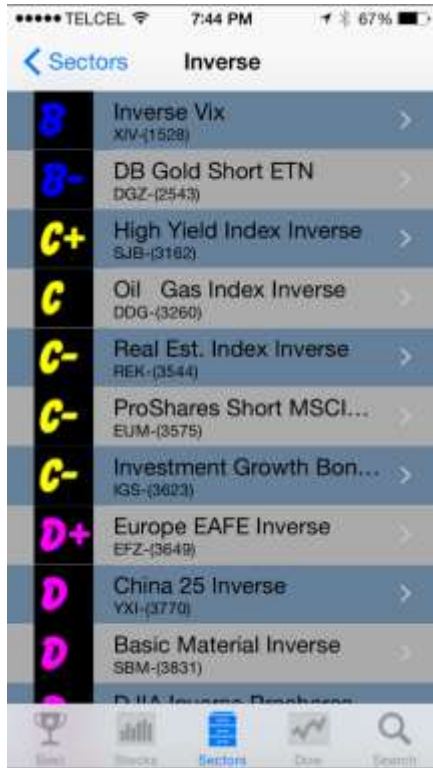 TELCEL 7:44 PM 67%
Sectors Inverse
B Inverse Vix
XIV-(1528)
B- DB Gold Short ETN
DGZ-(2543)
C+ High Yield Index Inverse
SJB-(3162)
C Oil Gas Index Inverse
DDG-(3260)
C- Real Est. Index Inverse
REK-(3544)
C- ProShares Short MSCI...
EUM-(3575)
C- Investment Growth Bon...
IGS-(3623)
D+ Europe EAFE Inverse
EFZ-(3649)
D China 25 Inverse
YXI-(3770)
D Basic Material Inverse
SBM-(3831)
Best Stocks Sectors Dow Search